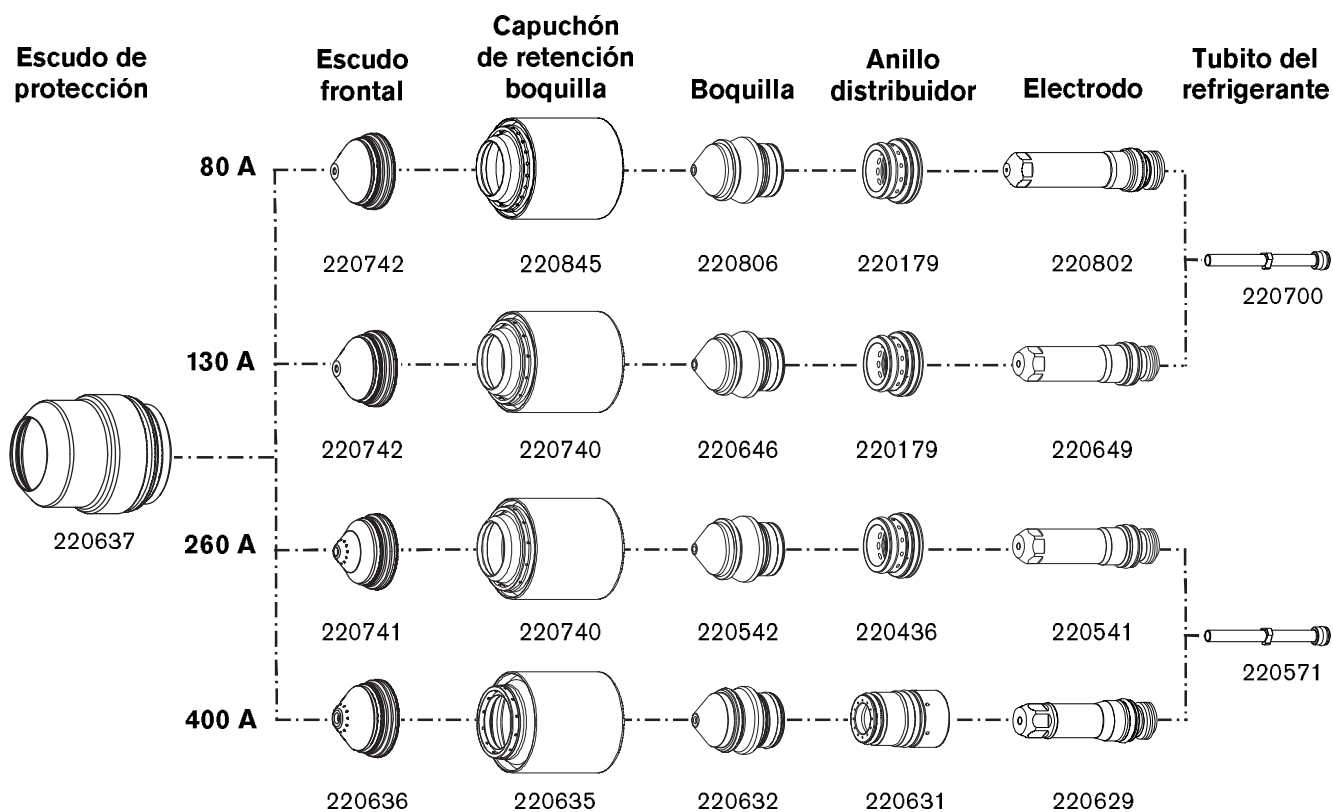 Escudo de
protección
Escudo
frontal
Capuchón
de retención
boquilla
Boquilla
Anillo
distribuidor
Electrodo
Tubito del
refrigerante
80 A
220742
220845
220806
220179
220802
220700
130 A
220742
220740
220646
220179
220649
220637
260 A
220741
220740
220542
220436
220541
220571
400 A
220636
220635
220632
220631
220629